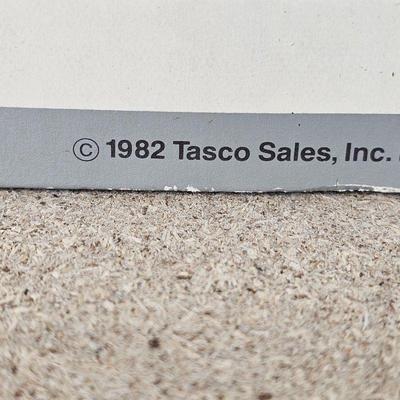 © 1982 Tasco Sales, Inc.